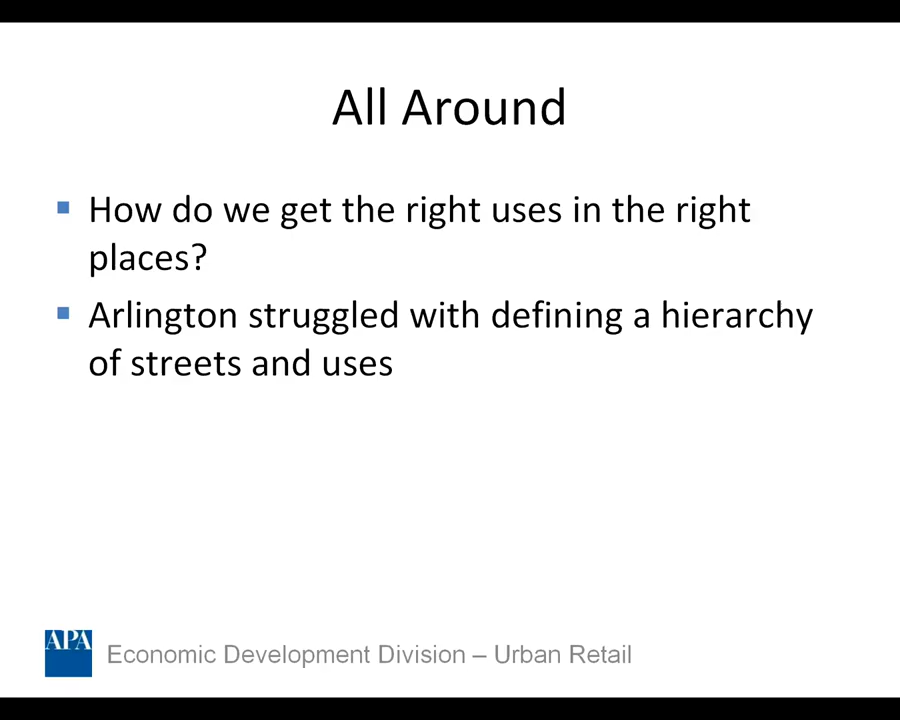 All Around
How do we get the right uses in the right
places?
Arlington struggled with defining a hierarchy
of streets and uses
APA
Economic Development Division – Urban Retail